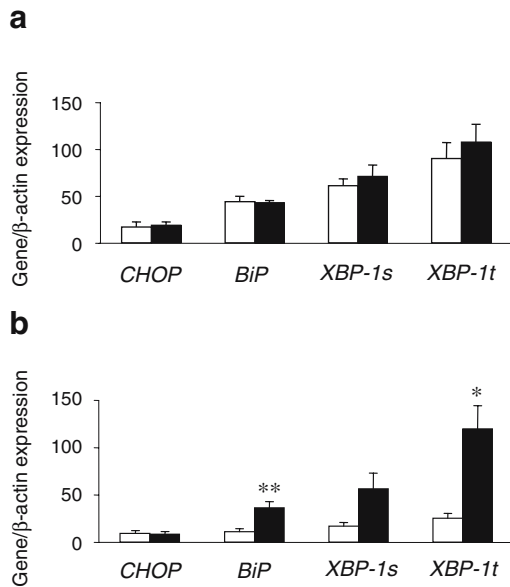 a
Gene/β-actin expression
150
100
50
0
CHOP BiP XBP-1s XBP-1t
b
Gene/β-actin expression
150
100
50
0
** *
CHOP BiP XBP-1s XBP-1t